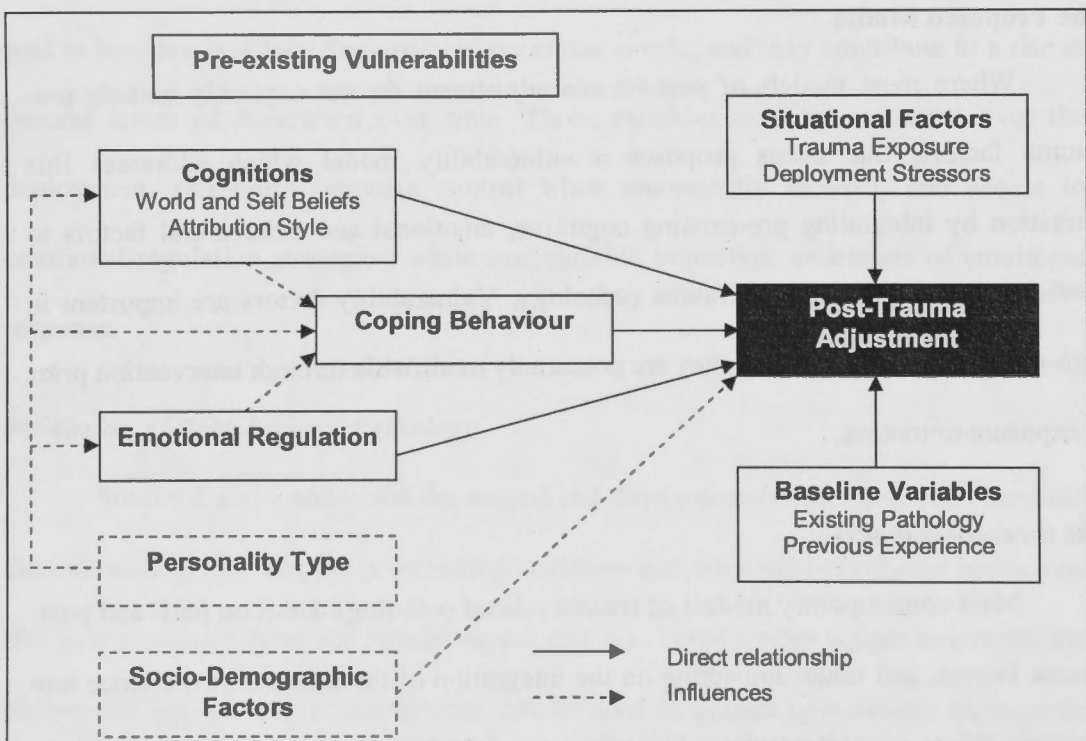 Pre-existing Vulnerabilities
Situational Factors
Trauma Exposure
Deployment Stressors
Cognitions
World and Self Beliefs
Attribution Style
Coping Behaviour
Post-Trauma
Adjustment
Emotional Regulation
Baseline Variables
Existing Pathology
Previous Experience
Personality Type
Socio-Demographic
Factors
Direct relationship
Influences